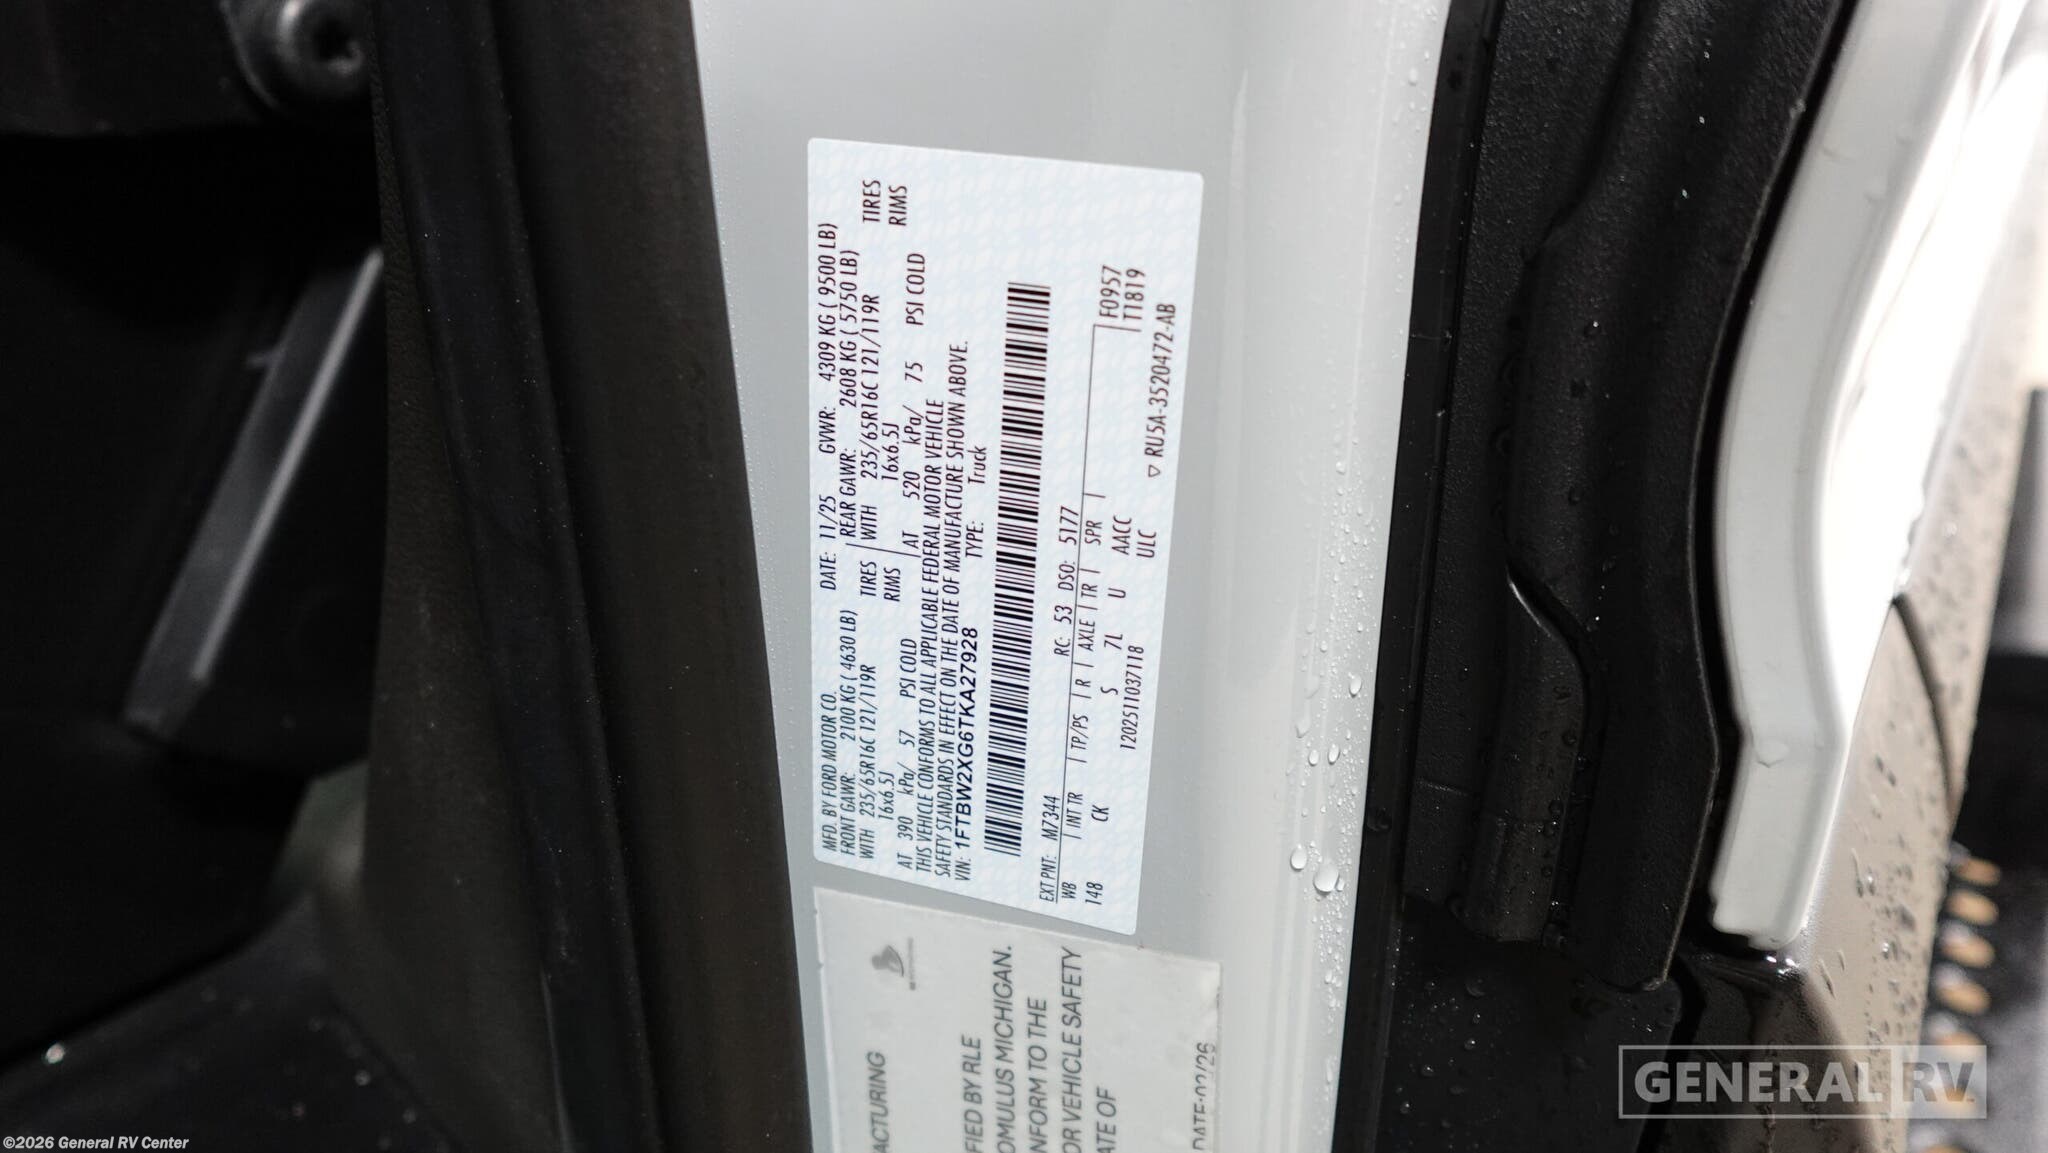 MFD. BY FORD MOTOR CO.
DATE: 11/25 GVWR: 4309 KG ( 9500 LB)
FRONT GAWR: 2100 KG ( 4630 LB)
REAR GAWR: 2608 KG ( 5750 LB)
WITH 235/65R16C 121/119R TIRES
WITH 235/65R16C 121/119R TIRES
16x6.5J RIMS
16x6.5J RIMS
AT 390 kPa/ 57 PSI COLD
AT 520 kPa/ 75 PSI COLD
THIS VEHICLE CONFORMS TO ALL APPLICABLE FEDERAL MOTOR VEHICLE
SAFETY STANDARDS IN EFFECT ON THE DATE OF MANUFACTURE SHOWN ABOVE.
VIN: 1FTBW2XG6TKA27928 TYPE: Truck
EXT PNT: M7344 RC: 53 DSO: 5177
WB INT TR TP/PS R AXLE TR SPR F0957
148 CK S 7L U AACC T1819
1202511037118 ULC
▽ RU5A-3520472-AB
ACTURING
FIED BY RLE
OMULUS MICHIGAN.
NFORM TO THE
OR VEHICLE SAFETY
ATE OF
DATE:02/26
GENERAL RV
©2026 General RV Center